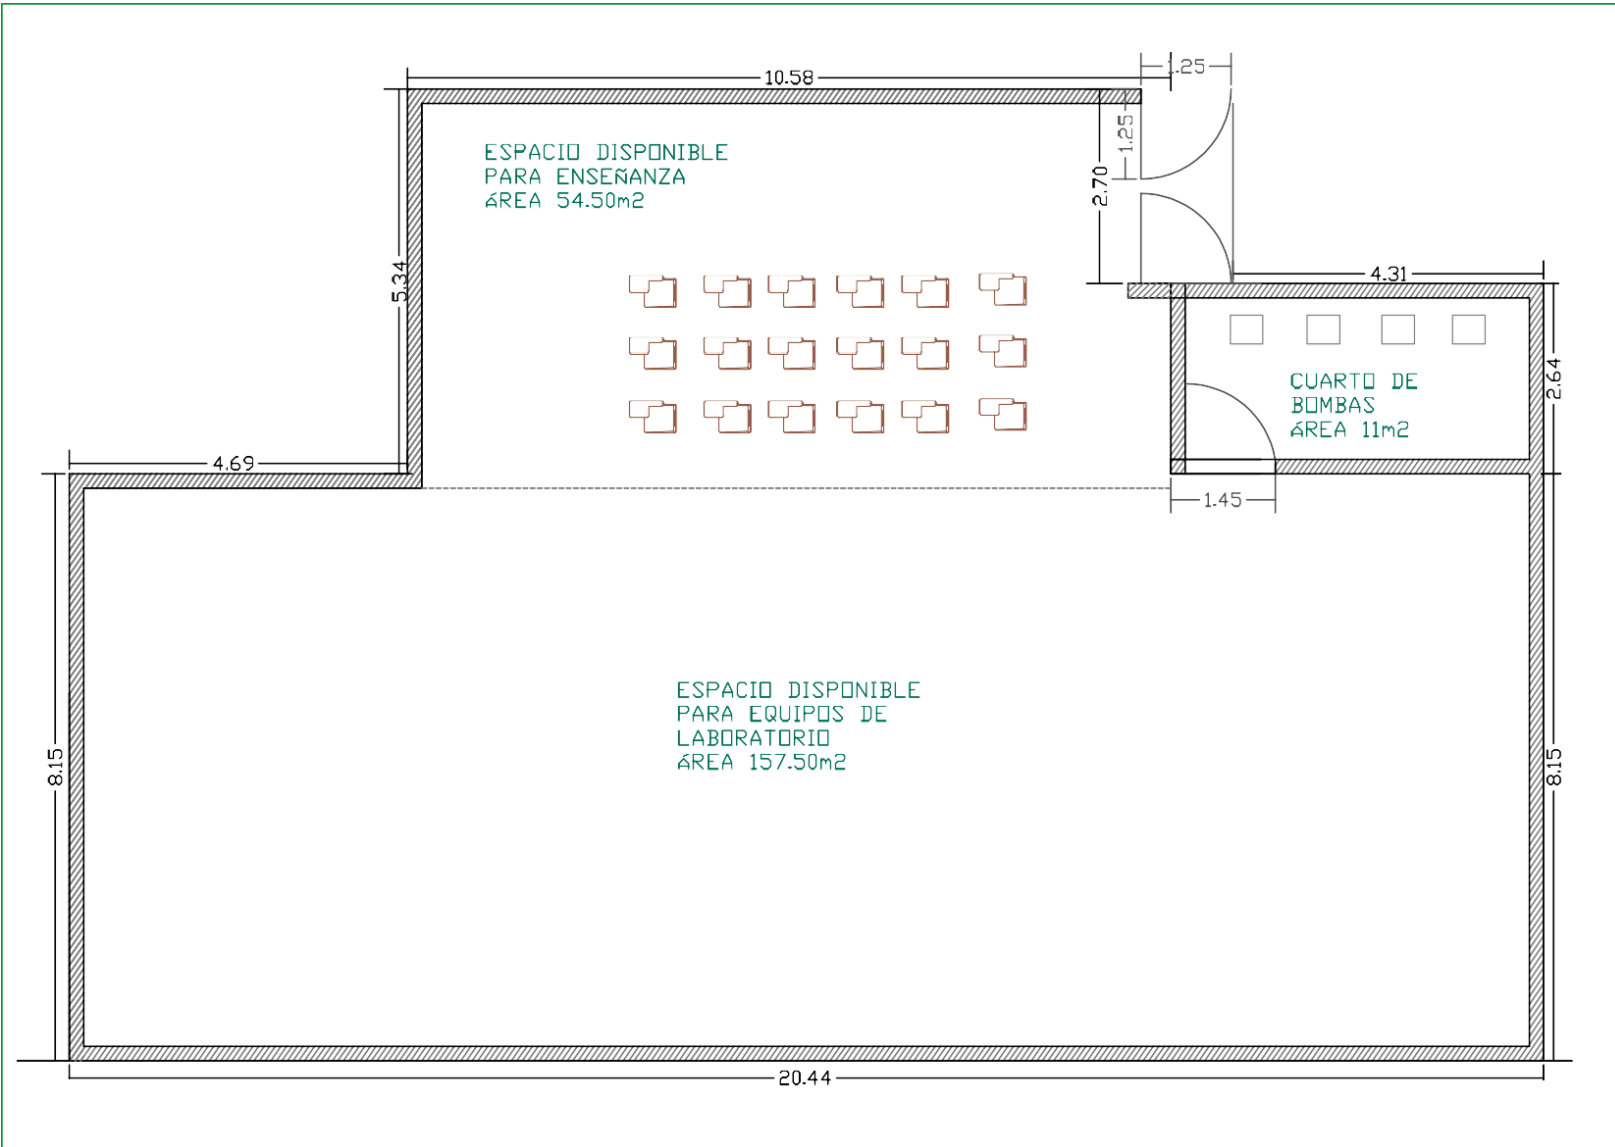 10.58
1.25
ESPACIO DISPONIBLE
PARA ENSEÑANZA
ÁREA 54.50m2
1.25
2.70
5.34
4.31
CUARTO DE
BOMBAS
ÁREA 11m2
2.64
4.69
1.45
ESPACIO DISPONIBLE
PARA EQUIPOS DE
LABORATORIO
ÁREA 157.50m2
8.15
8.15
20.44